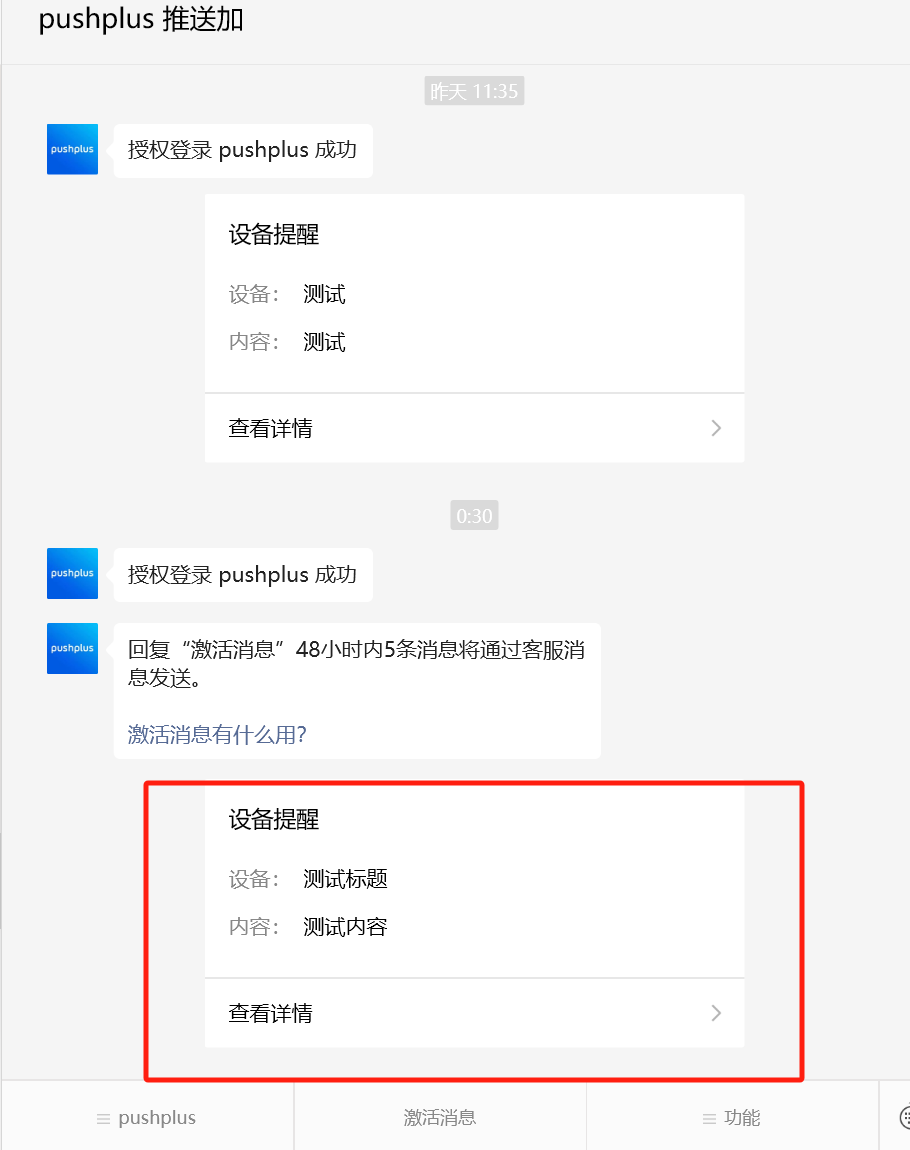 pushplus 推送加
昨天 11:35
pushplus
授权登录 pushplus 成功
设备提醒
设备： 测试
内容： 测试
查看详情
0:30
pushplus
授权登录 pushplus 成功
pushplus
回复“激活消息”48小时内5条消息将通过客服消
息发送。
激活消息有什么用?
设备提醒
设备： 测试标题
内容： 测试内容
查看详情
pushplus
激活消息
功能